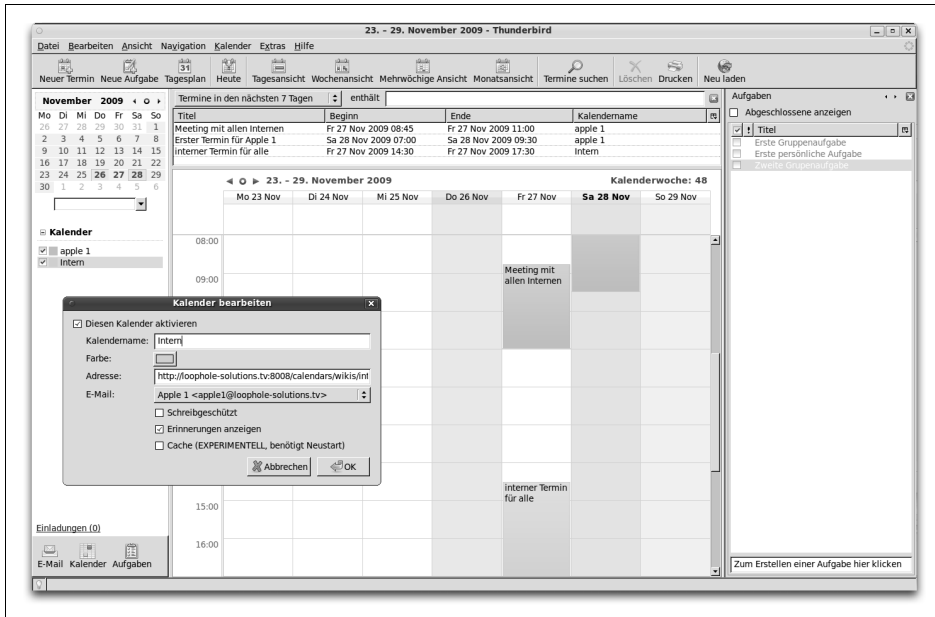 23. – 29. November 2009 - Thunderbird
Datei Bearbeiten Ansicht Navigation Kalender Extras Hilfe
Neuer Termin Neue Aufgabe Tagesplan Heute Tagesansicht Wochenansicht Mehrwöchige Ansicht Monatsansicht Termine suchen Löschen Drucken Neu laden
November 2009
Mo Di Mi Do Fr Sa So
26 27 28 29 30 31 1
2 3 4 5 6 7 8
9 10 11 12 13 14 15
16 17 18 19 20 21 22
23 24 25 26 27 28 29
30 1 2 3 4 5 6
Kalender
apple 1
Intern
Termine in den nächsten 7 Tagen enthält
Titel Beginn Ende Kalendername
Meeting mit allen Internen Fr 27 Nov 2009 08:45 Fr 27 Nov 2009 11:00 apple 1
Erster Termin für Apple 1 Sa 28 Nov 2009 07:00 Sa 28 Nov 2009 09:30 apple 1
interner Termin für alle Fr 27 Nov 2009 14:30 Fr 27 Nov 2009 17:30 Intern
23. – 29. November 2009 Kalenderwoche: 48
Mo 23 Nov Di 24 Nov Mi 25 Nov Do 26 Nov Fr 27 Nov Sa 28 Nov So 29 Nov
08:00
09:00
Meeting mit
allen Internen
interner Termin
für alle
15:00
16:00
Kalender bearbeiten
Diesen Kalender aktivieren
Kalendername: Intern
Farbe:
Adresse: http://loophole-solutions.tv:8008/calendars/wikis/int
E-Mail: Apple 1 <apple1@loophole-solutions.tv>
Schreibgeschützt
Erinnerungen anzeigen
Cache (EXPERIMENTELL, benötigt Neustart)
Abbrechen OK
Einladungen (0)
E-Mail Kalender Aufgaben
Aufgaben
Abgeschlossene anzeigen
! Titel
Erste Gruppenaufgabe
Erste persönliche Aufgabe
Zweite Grupenaufgabe
Zum Erstellen einer Aufgabe hier klicken